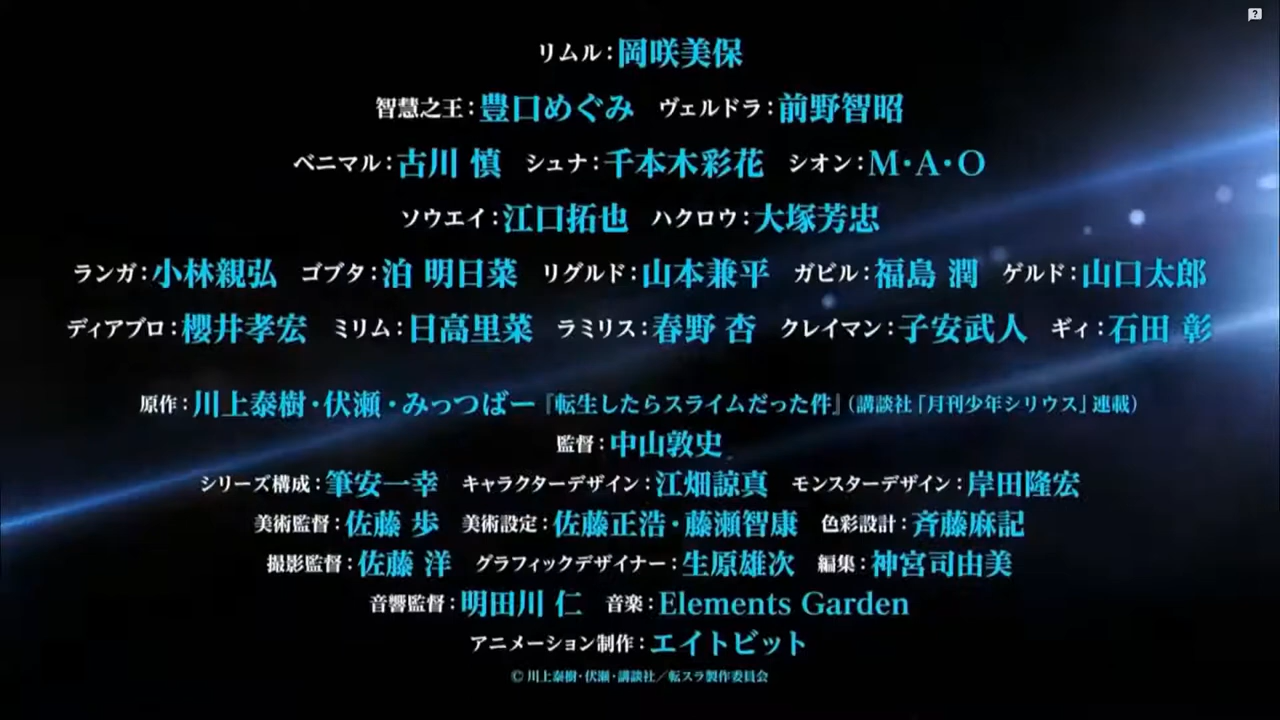 リムル：岡咲美保
智慧之王：豊口めぐみ　ヴェルドラ：前野智昭
ベニマル：古川 慎　シュナ：千本木彩花　シオン：M・A・O
ソウエイ：江口拓也　ハクロウ：大塚芳忠
ランガ：小林親弘　ゴブタ：泊 明日菜　リグルド：山本兼平　ガビル：福島 潤　ゲルド：山口太郎
ディアブロ：櫻井孝宏　ミリム：日高里菜　ラミリス：春野 杏　クレイマン：子安武人　ギィ：石田 彰
原作：川上泰樹・伏瀬・みっつばー『転生したらスライムだった件』（講談社「月刊少年シリウス」連載）
監督：中山敦史
シリーズ構成：筆安一幸　キャラクターデザイン：江畑諒真　モンスターデザイン：岸田隆宏
美術監督：佐藤 歩　美術設定：佐藤正浩・藤瀬智康　色彩設計：斉藤麻記
撮影監督：佐藤 洋　グラフィックデザイナー：生原雄次　編集：神宮司由美
音響監督：明田川 仁　音楽：Elements Garden
アニメーション制作：エイトビット
© 川上泰樹・伏瀬・講談社／転スラ製作委員会